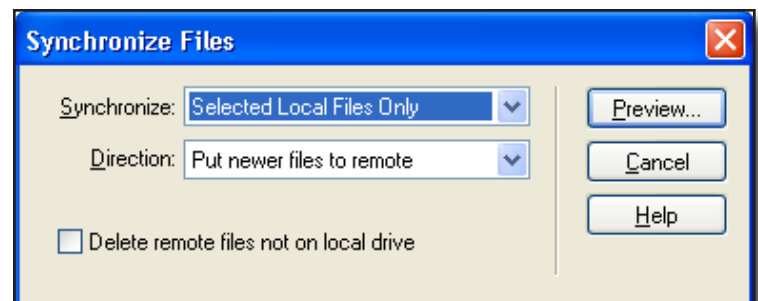 Synchronize Files
Synchronize: Selected Local Files Only
Preview...
Direction: Put newer files to remote
Cancel
Help
Delete remote files not on local drive